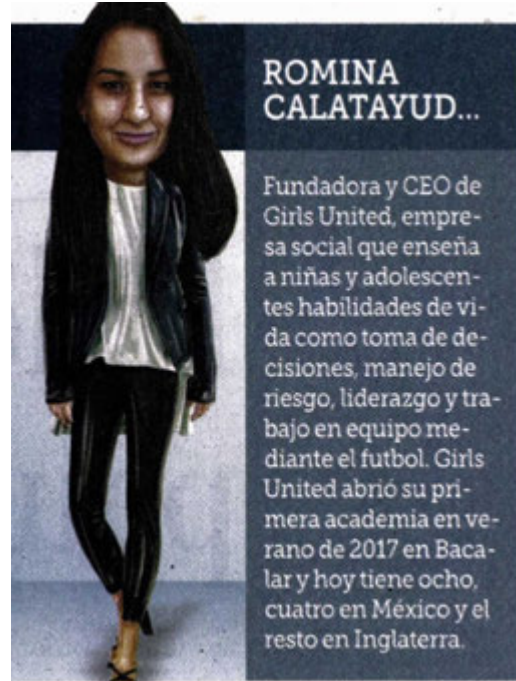 ROMINA
CALATAYUD...
Fundadora y CEO de
Girls United, empre-
sa social que enseña
a niñas y adolescen-
tes habilidades de vi-
da como toma de de-
cisiones, manejo de
riesgo, liderazgo y tra-
bajo en equipo me-
diante el futbol. Girls
United abrió su pri-
mera academia en ve-
rano de 2017 en Baca-
lar y hoy tiene ocho,
cuatro en México y el
resto en Inglaterra.